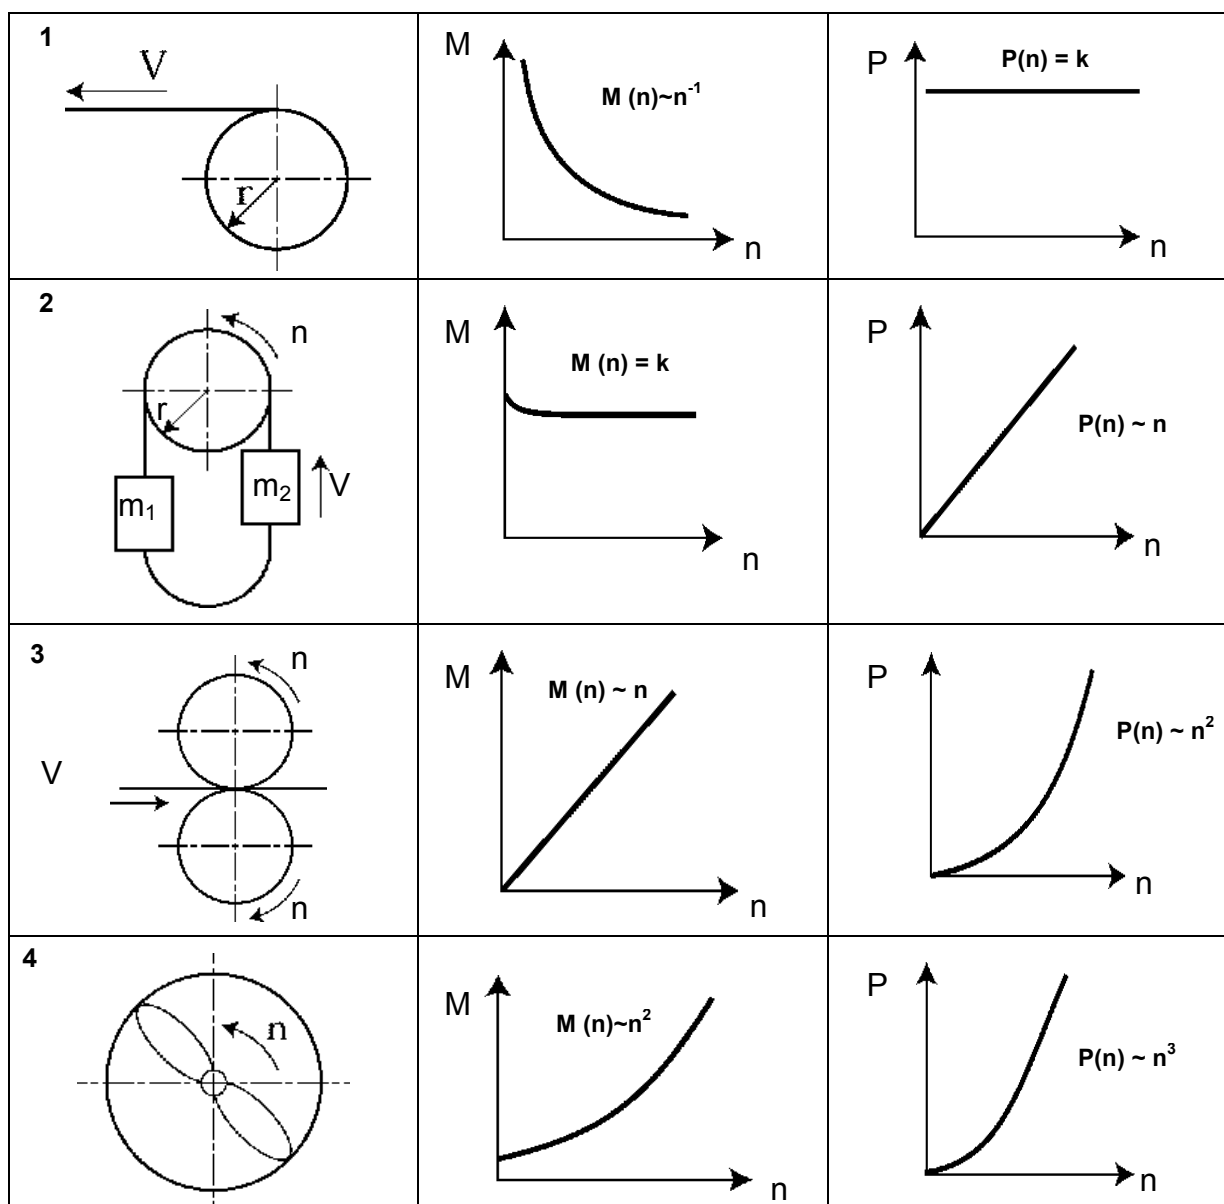 1
V
r
M
M (n)~n⁻¹
n
P
P(n) = k
n
2
n
r
m₁
m₂
V
M
M (n) = k
n
P
P(n) ~ n
n
3
n
V
n
M
M (n) ~ n
n
P
P(n) ~ n²
n
4
n
M
M (n)~n²
n
P
P(n) ~ n³
n